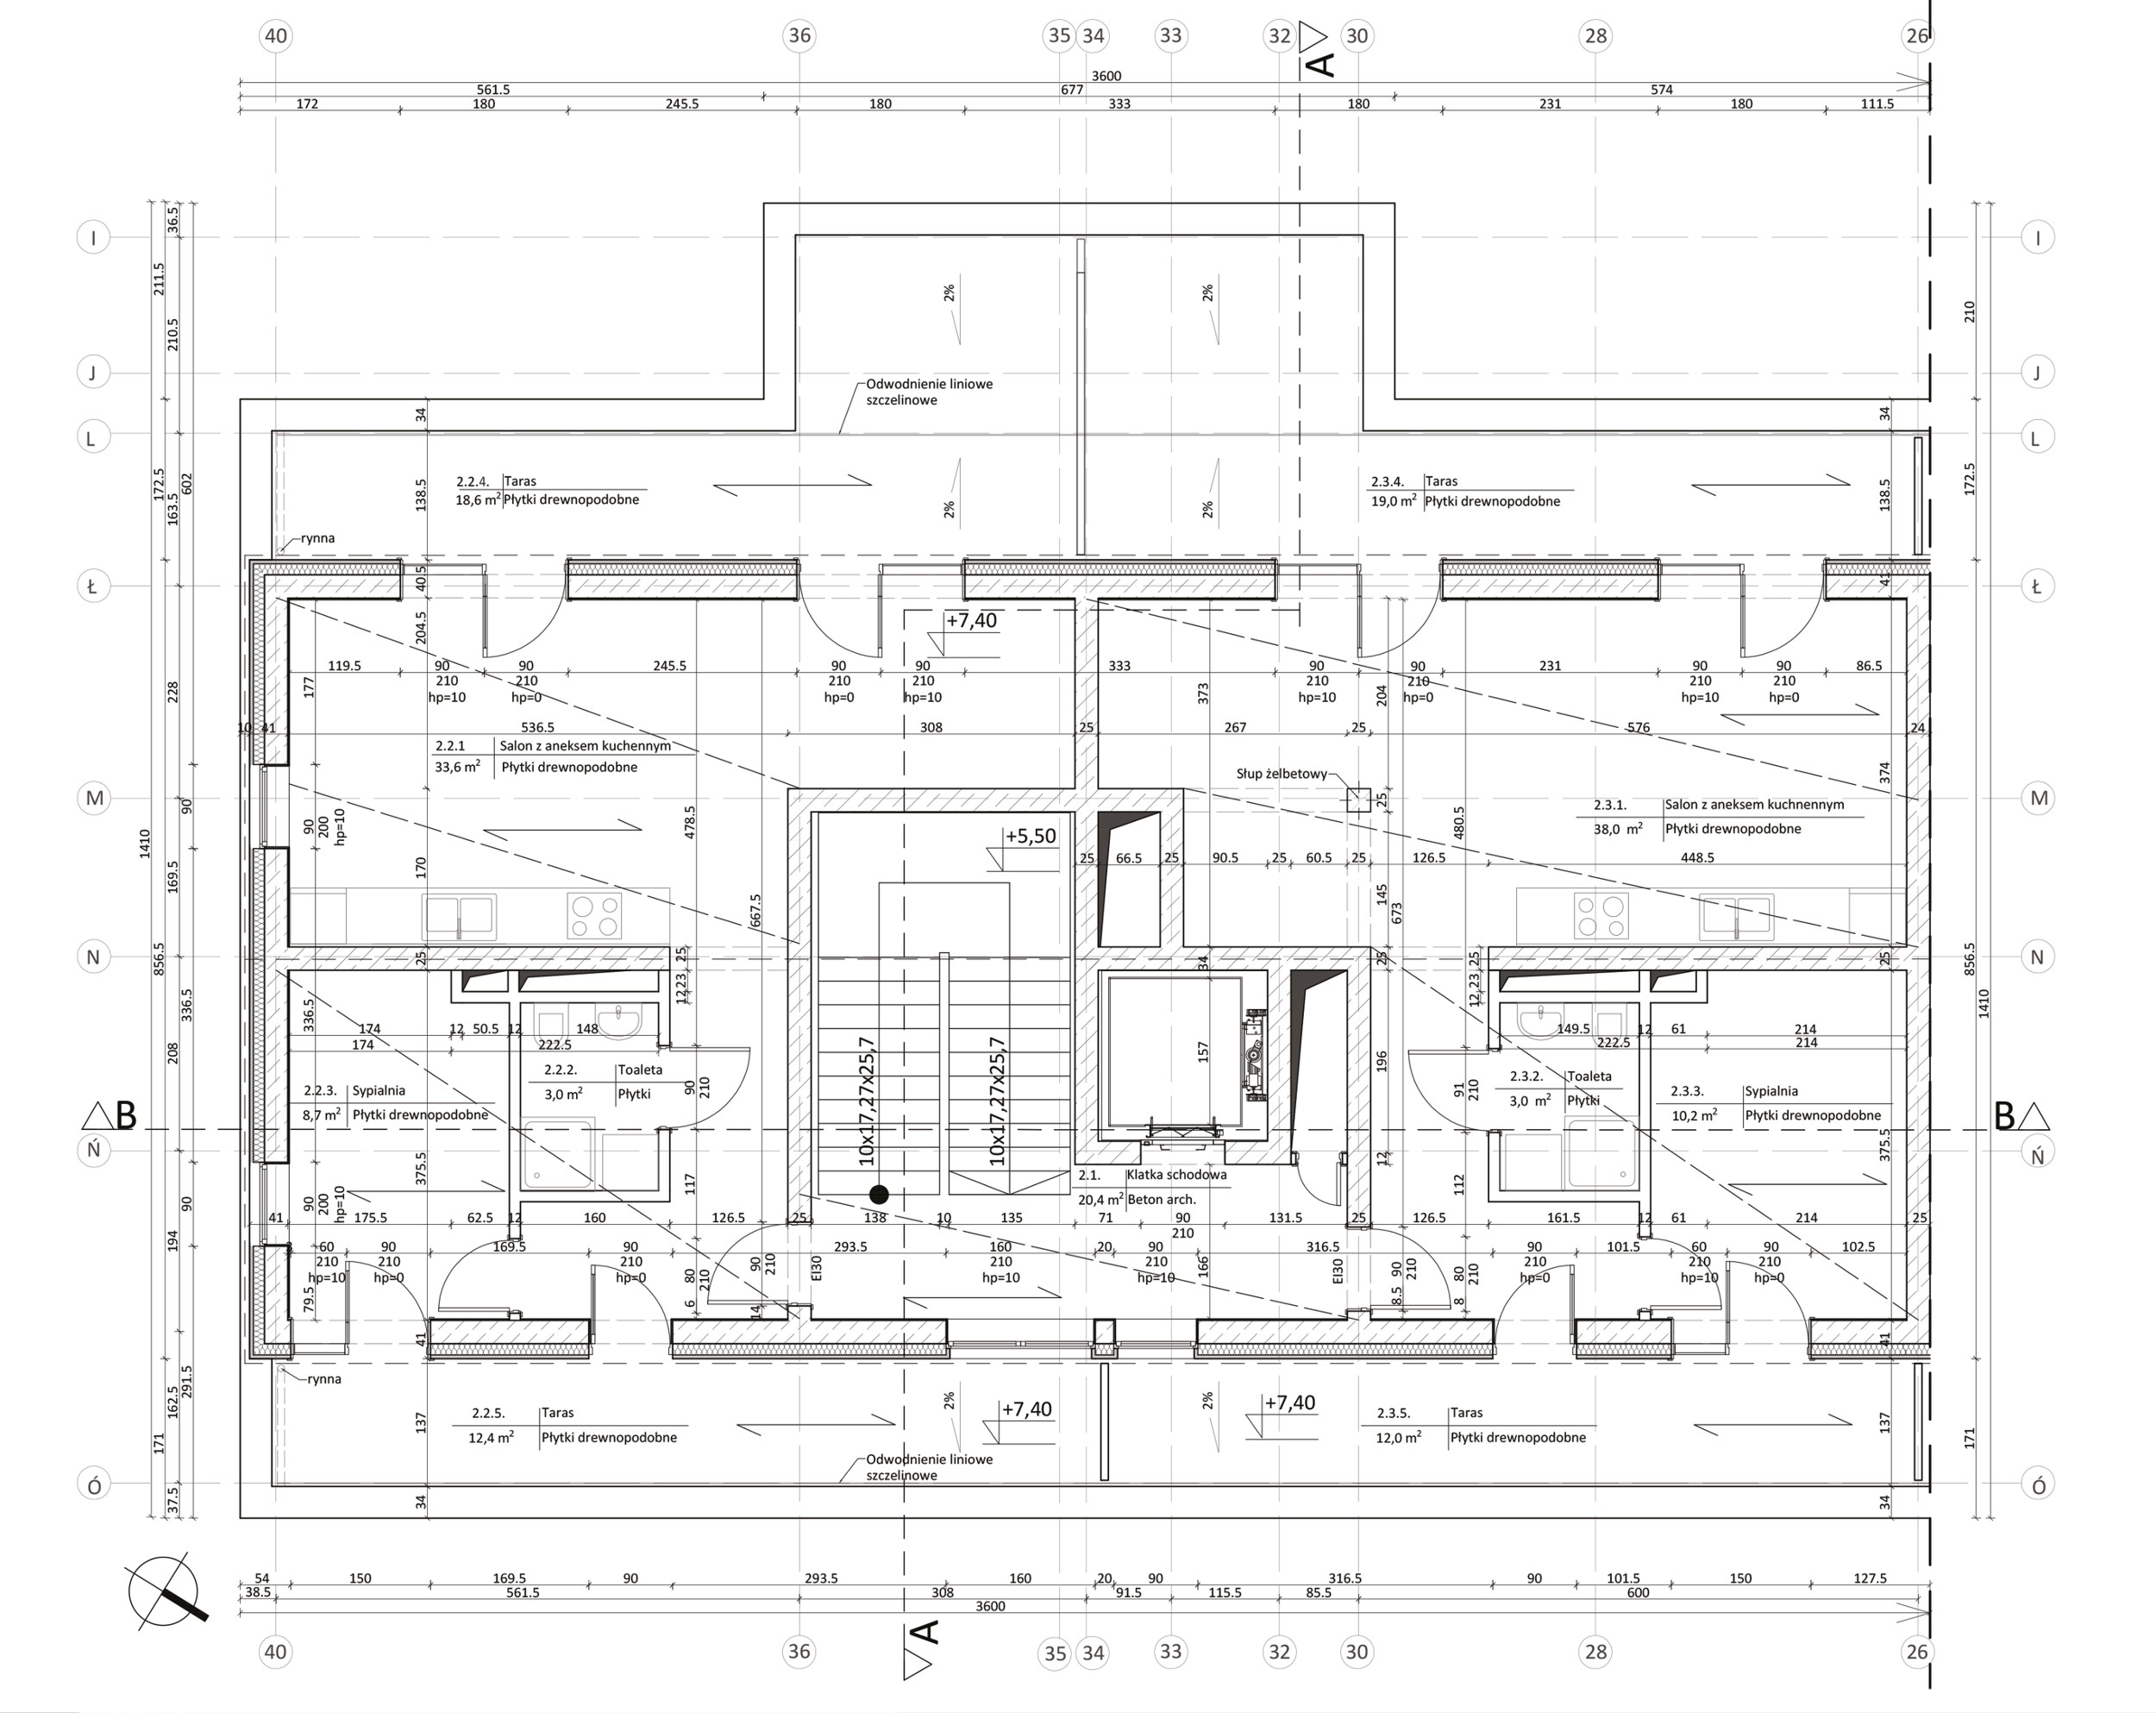 40 36 35 34 33 32 30 28 26
A
3600
561.5 677 574
172 180 245.5 180 333 180 231 180 111.5
I I
36.5
211.5
210.5
210
J J
Odwodnienie liniowe
szczelinowe
34 34
L L
2% 2%
2% 2%
172.5
163.5
602
138.5
138.5
172.5
2.2.4. Taras
18,6 m² Płytki drewnopodobne
2.3.4. Taras
19,0 m² Płytki drewnopodobne
rynna
Ł Ł
40.5 41
204.5
+7,40
119.5 90 90 245.5 90 90 333 90 90 231 90 90 86.5
210 210 210 210 210 210 210 210
hp=10 hp=0 hp=0 hp=10 hp=10 hp=0 hp=10 hp=0
177
228
373
204
10 41 536.5 308 25 267 25 576 24
2.2.1 Salon z aneksem kuchennym
33,6 m² Płytki drewnopodobne
Słup żelbetowy
374
M M
90
90
200
hp=10
1410
478.5
25
480.5
2.3.1. Salon z aneksem kuchnennym
38,0 m² Płytki drewnopodobne
+5,50
25 66.5 25 90.5 25 60.5 25 126.5 448.5
169.5
170
667.5
145
673
N N
856.5
856.5
25 25 34 25 25 25
12 23
12 23
336.5
336.5
1410
174 12 50.5 12 148
174 222.5
149.5 12 61 214
222.5 214
208
157
196
2.2.2. Toaleta
3,0 m² Płytki
90
210
91
210
2.3.2. Toaleta
3,0 m² Płytki
2.2.3. Sypialnia
8,7 m² Płytki drewnopodobne
2.3.3. Sypialnia
10,2 m² Płytki drewnopodobne
10x17,27x25,7
10x17,27x25,7
B B
Ń Ń
375.5
375.5
12
117
112
2.1. Klatka schodowa
20,4 m² Beton arch.
90
90
200
hp=10
194
41 175.5 62.5 12 160 126.5 25 138 10 135 71 90 131.5 25 126.5 161.5 12 61 214 25
210
60 90 169.5 90 293.5 160 20 90 316.5 90 101.5 60 90 102.5
210 210 210 210 210 210 210 210
hp=10 hp=0 hp=0 hp=10 hp=10 hp=0 hp=10 hp=0
79.5
80
210
90
210
EI30
166
EI30
90
210
80
210
6 14 8.5 8
41 41
rynna
291.5
162.5
171
137
2.2.5. Taras
12,4 m² Płytki drewnopodobne
2% +7,40 2% +7,40
2.3.5. Taras
12,0 m² Płytki drewnopodobne
137
171
Odwodnienie liniowe
szczelinowe
Ó Ó
37.5
34 34
54 150 169.5 90 293.5 160 20 90 316.5 90 101.5 150 127.5
38.5 561.5 308 91.5 115.5 85.5 600
3600
A
40 36 35 34 33 32 30 28 26